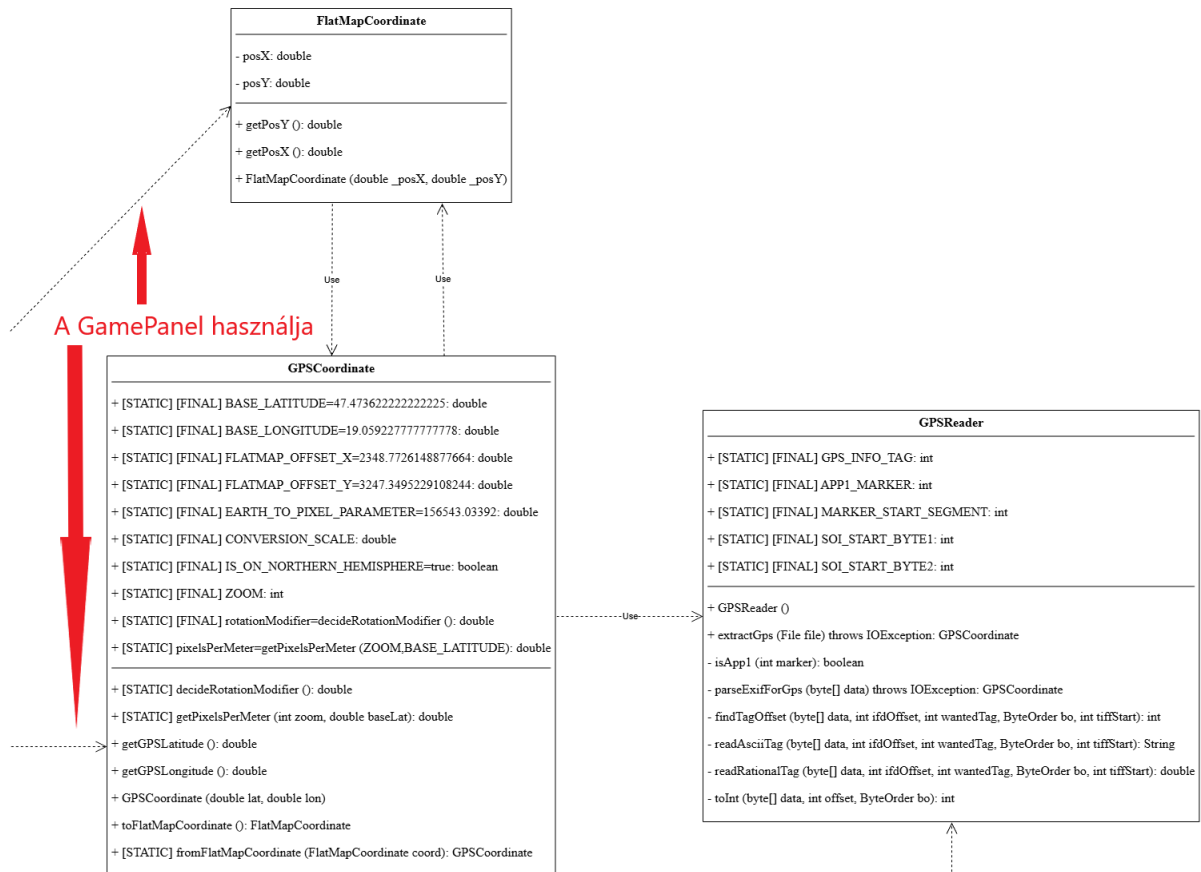 FlatMapCoordinate
- posX: double
- posY: double
+ getPosY (): double
+ getPosX (): double
+ FlatMapCoordinate (double _posX, double _posY)
Use
Use
A GamePanel használja
GPSCoordinate
+ [STATIC] [FINAL] BASE_LATITUDE=47.473622222222225: double
+ [STATIC] [FINAL] BASE_LONGITUDE=19.059227777777778: double
+ [STATIC] [FINAL] FLATMAP_OFFSET_X=2348.7726148877664: double
+ [STATIC] [FINAL] FLATMAP_OFFSET_Y=3247.3495229108244: double
+ [STATIC] [FINAL] EARTH_TO_PIXEL_PARAMETER=156543.03392: double
+ [STATIC] [FINAL] CONVERSION_SCALE: double
+ [STATIC] [FINAL] IS_ON_NORTHERN_HEMISPHERE=true: boolean
+ [STATIC] [FINAL] ZOOM: int
+ [STATIC] [FINAL] rotationModifier=decideRotationModifier (): double
+ [STATIC] pixelsPerMeter=getPixelsPerMeter (ZOOM,BASE_LATITUDE): double
+ [STATIC] decideRotationModifier (): double
+ [STATIC] getPixelsPerMeter (int zoom, double baseLat): double
+ getGPSLatitude (): double
+ getGPSLongitude (): double
+ GPSCoordinate (double lat, double lon)
+ toFlatMapCoordinate (): FlatMapCoordinate
+ [STATIC] fromFlatMapCoordinate (FlatMapCoordinate coord): GPSCoordinate
Use
GPSReader
+ [STATIC] [FINAL] GPS_INFO_TAG: int
+ [STATIC] [FINAL] APP1_MARKER: int
+ [STATIC] [FINAL] MARKER_START_SEGMENT: int
+ [STATIC] [FINAL] SOI_START_BYTE1: int
+ [STATIC] [FINAL] SOI_START_BYTE2: int
+ GPSReader ()
+ extractGps (File file) throws IOException: GPSCoordinate
- isApp1 (int marker): boolean
- parseExifForGps (byte[] data) throws IOException: GPSCoordinate
- findTagOffset (byte[] data, int ifdOffset, int wantedTag, ByteOrder bo, int tiffStart): int
- readAsciiTag (byte[] data, int ifdOffset, int wantedTag, ByteOrder bo, int tiffStart): String
- readRationalTag (byte[] data, int ifdOffset, int wantedTag, ByteOrder bo, int tiffStart): double
- toInt (byte[] data, int offset, ByteOrder bo): int